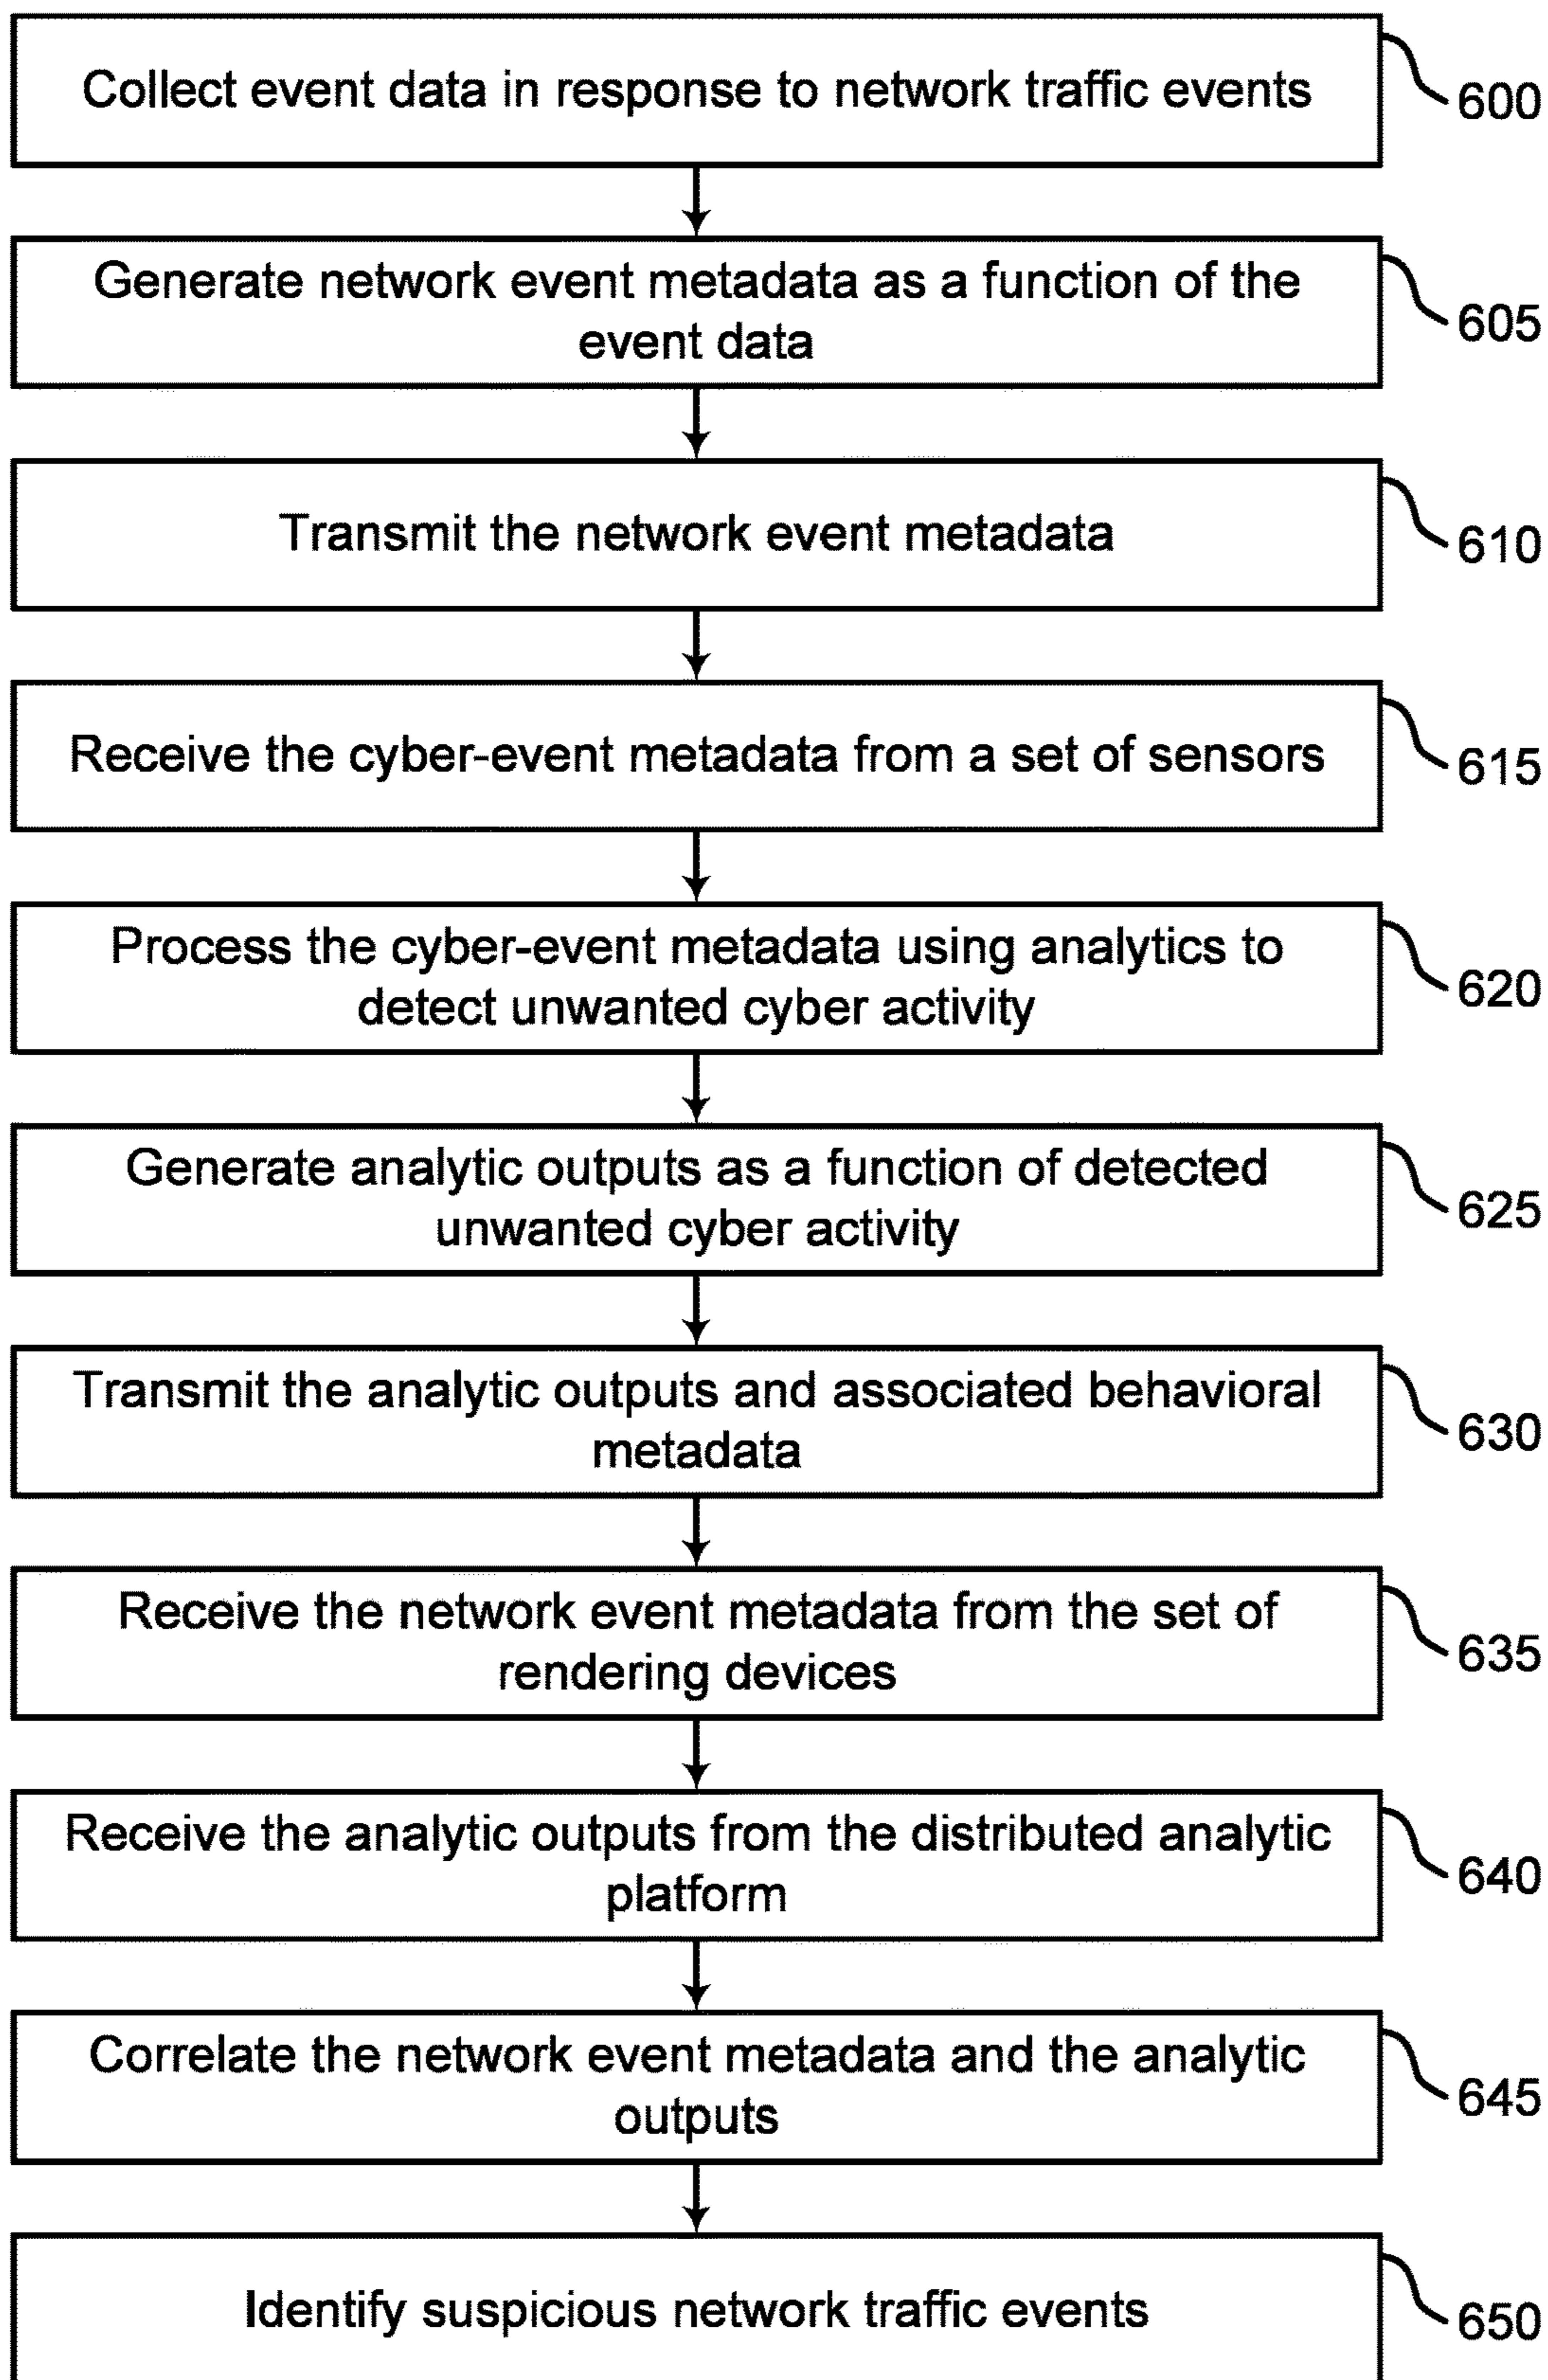 Collect event data in response to network traffic events
600
Generate network event metadata as a function of the
event data
605
Transmit the network event metadata
610
Receive the cyber-event metadata from a set of sensors
615
Process the cyber-event metadata using analytics to
detect unwanted cyber activity
620
Generate analytic outputs as a function of detected
unwanted cyber activity
625
Transmit the analytic outputs and associated behavioral
metadata
630
Receive the network event metadata from the set of
rendering devices
635
Receive the analytic outputs from the distributed analytic
platform
640
Correlate the network event metadata and the analytic
outputs
645
Identify suspicious network traffic events
650